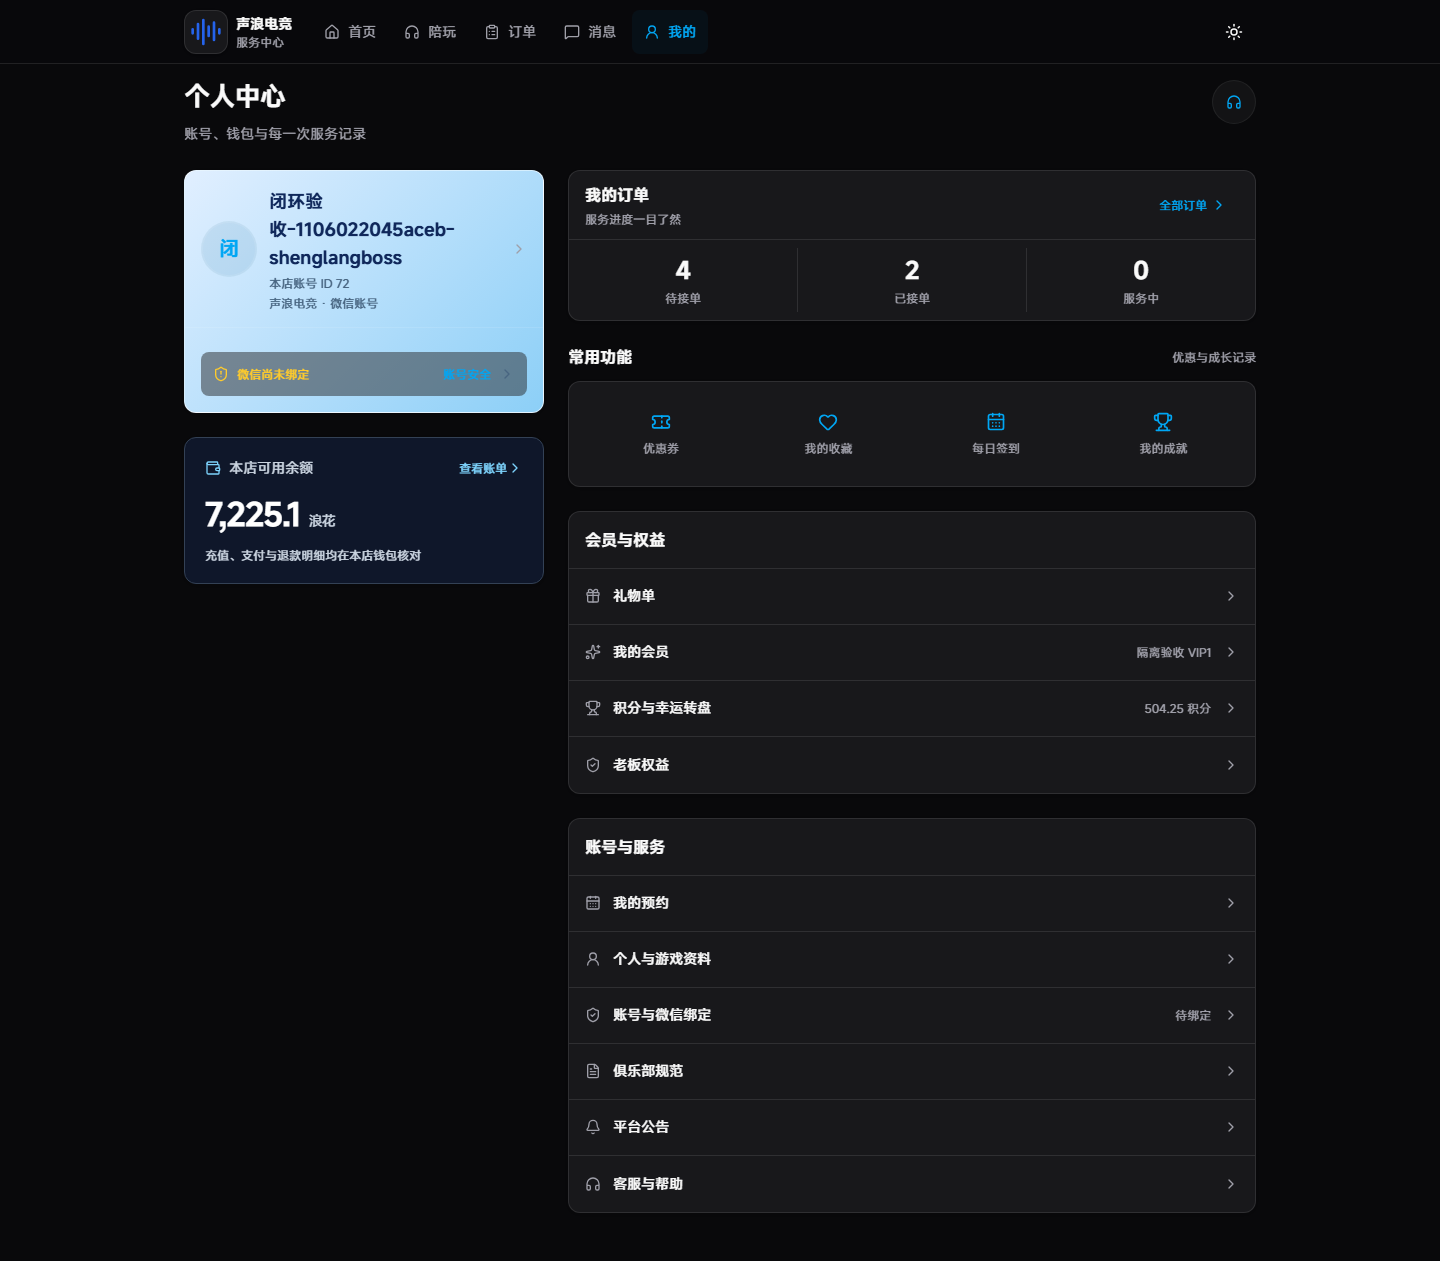 声浪电竞
服务中心
首页
陪玩
订单
消息
我的
个人中心
账号、钱包与每一次服务记录
闭
闭环验
收-1106022045aceb-
shenglangboss
本店账号 ID 72
声浪电竞 · 微信账号
微信尚未绑定
账号安全
本店可用余额
查看账单
7,225.1 浪花
充值、支付与退款明细均在本店钱包核对
我的订单
服务进度一目了然
全部订单
4
待接单
2
已接单
0
服务中
常用功能
优惠与成长记录
优惠券
我的收藏
每日签到
我的成就
会员与权益
礼物单
我的会员
隔离验收 VIP1
积分与幸运转盘
504.25 积分
老板权益
账号与服务
我的预约
个人与游戏资料
账号与微信绑定
待绑定
俱乐部规范
平台公告
客服与帮助